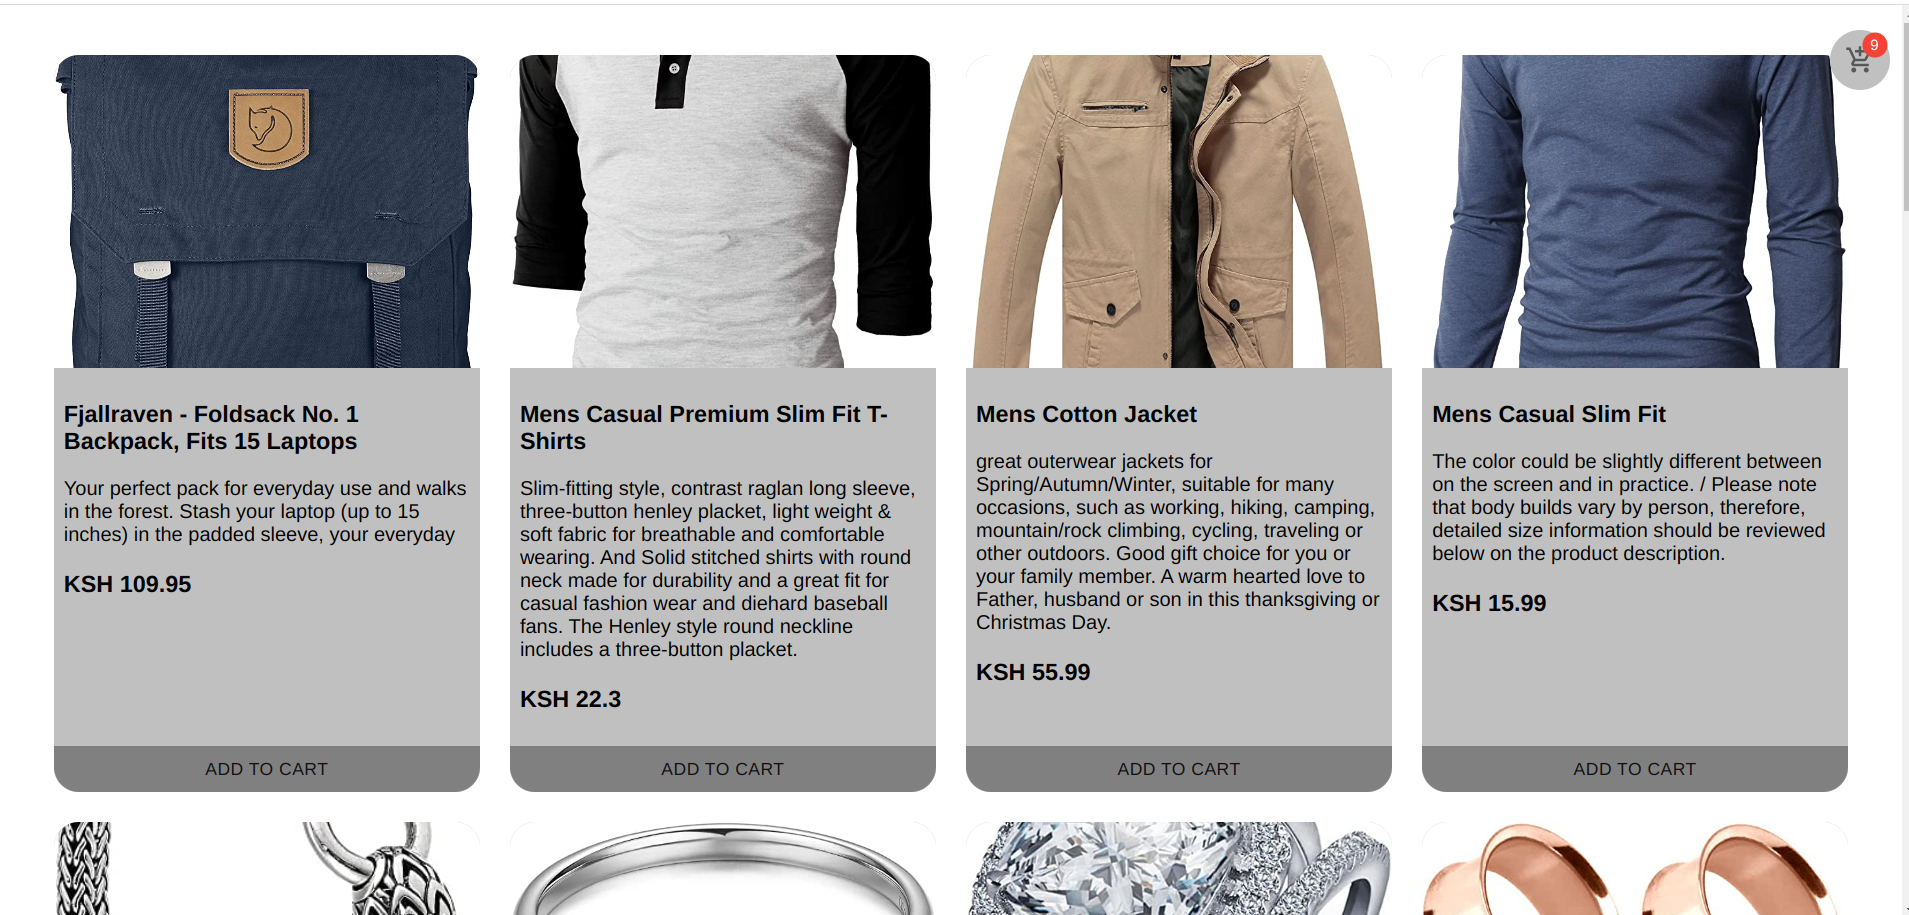 9
Fjallraven - Foldsack No. 1
Backpack, Fits 15 Laptops
Your perfect pack for everyday use and walks
in the forest. Stash your laptop (up to 15
inches) in the padded sleeve, your everyday
KSH 109.95
ADD TO CART
Mens Casual Premium Slim Fit T-
Shirts
Slim-fitting style, contrast raglan long sleeve,
three-button henley placket, light weight &
soft fabric for breathable and comfortable
wearing. And Solid stitched shirts with round
neck made for durability and a great fit for
casual fashion wear and diehard baseball
fans. The Henley style round neckline
includes a three-button placket.
KSH 22.3
ADD TO CART
Mens Cotton Jacket
great outerwear jackets for
Spring/Autumn/Winter, suitable for many
occasions, such as working, hiking, camping,
mountain/rock climbing, cycling, traveling or
other outdoors. Good gift choice for you or
your family member. A warm hearted love to
Father, husband or son in this thanksgiving or
Christmas Day.
KSH 55.99
ADD TO CART
Mens Casual Slim Fit
The color could be slightly different between
on the screen and in practice. / Please note
that body builds vary by person, therefore,
detailed size information should be reviewed
below on the product description.
KSH 15.99
ADD TO CART